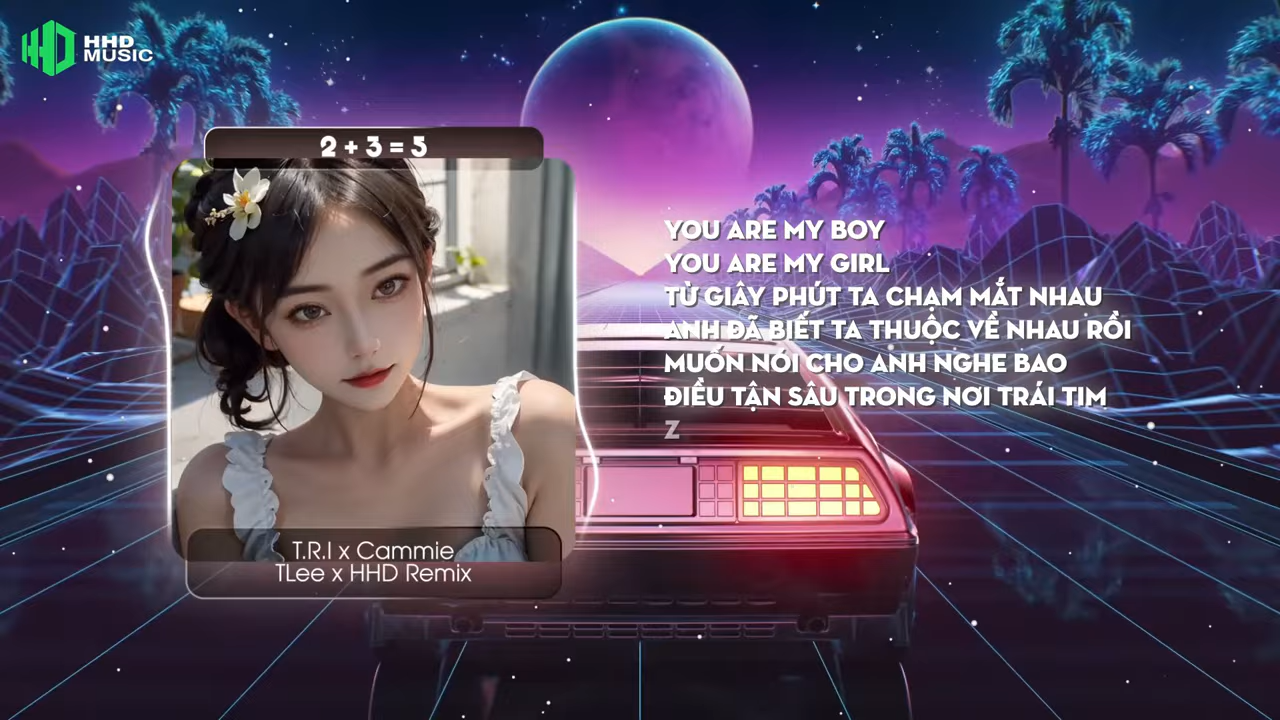 HHD
MUSIC
2 + 3 = 5
YOU ARE MY BOY
YOU ARE MY GIRL
TỪ GIÂY PHÚT TA CHẠM MẮT NHAU
ANH ĐÃ BIẾT TA THUỘC VỀ NHAU RỒI
MUỐN NÓI CHO ANH NGHE BAO
ĐIỀU TẬN SÂU TRONG NƠI TRÁI TIM
Z
T.R.I x Cammie
TLee x HHD Remix